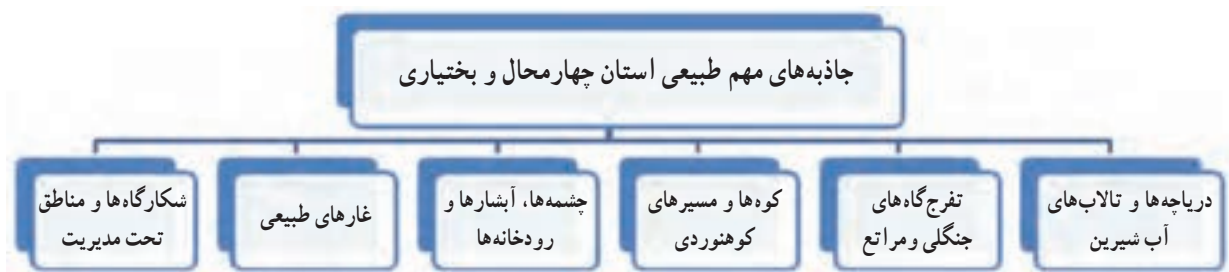 جاذبه‌های مهم طبیعی استان چهارمحال و بختیاری
دریاچه‌ها و تالاب‌های
آب شیرین
تفرج‌گاه‌های
جنگلی و مراتع
کوه‌ها و مسیرهای
کوهنوردی
چشمه‌ها، آبشارها و
رودخانه‌ها
غارهای طبیعی
شکارگاه‌ها و مناطق
تحت مدیریت